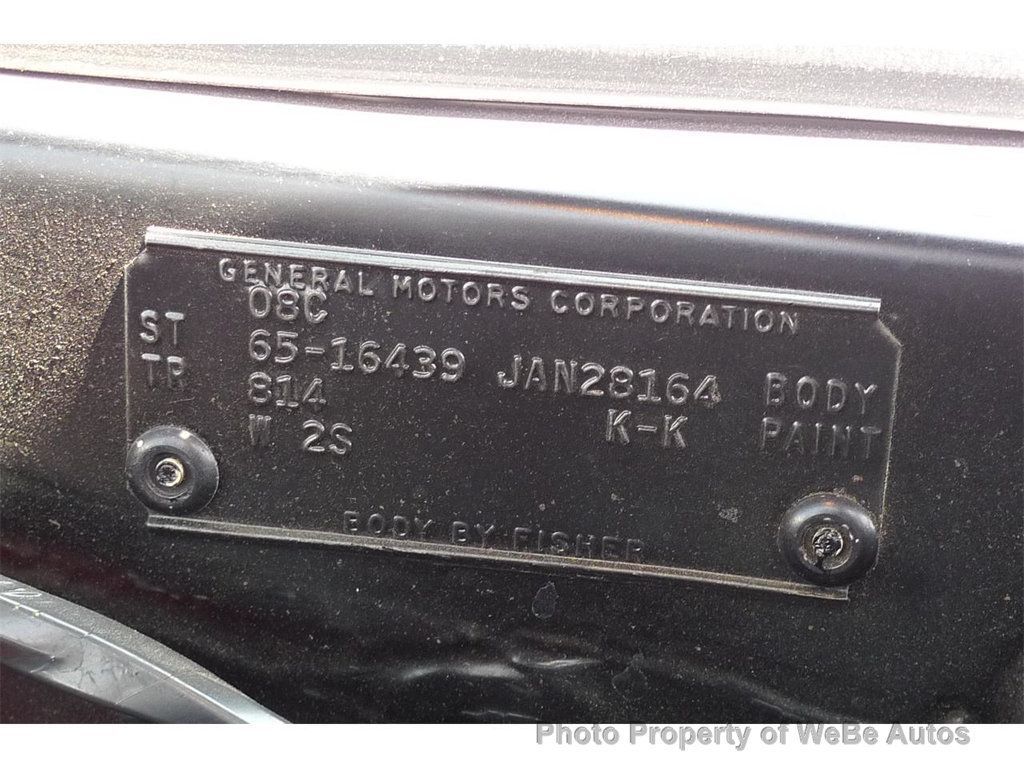 GENERAL MOTORS CORPORATION
08C
ST 65-16439 JAN28164 BODY
TR 814 K-K PAINT
W 2S
BODY BY FISHER
Photo Property of WeBe Autos